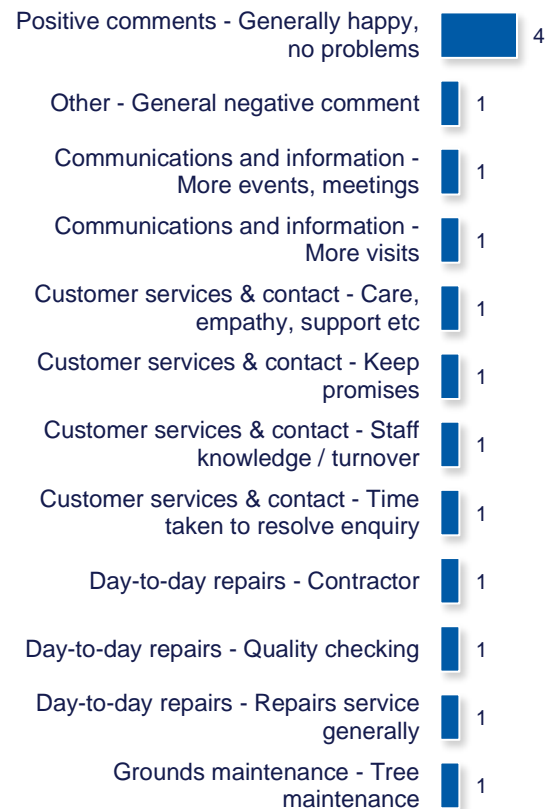 Positive comments - Generally happy,
no problems
4
Other - General negative comment
1
Communications and information -
More events, meetings
1
Communications and information -
More visits
1
Customer services & contact - Care,
empathy, support etc
1
Customer services & contact - Keep
promises
1
Customer services & contact - Staff
knowledge / turnover
1
Customer services & contact - Time
taken to resolve enquiry
1
Day-to-day repairs - Contractor
1
Day-to-day repairs - Quality checking
1
Day-to-day repairs - Repairs service
generally
1
Grounds maintenance - Tree
maintenance
1